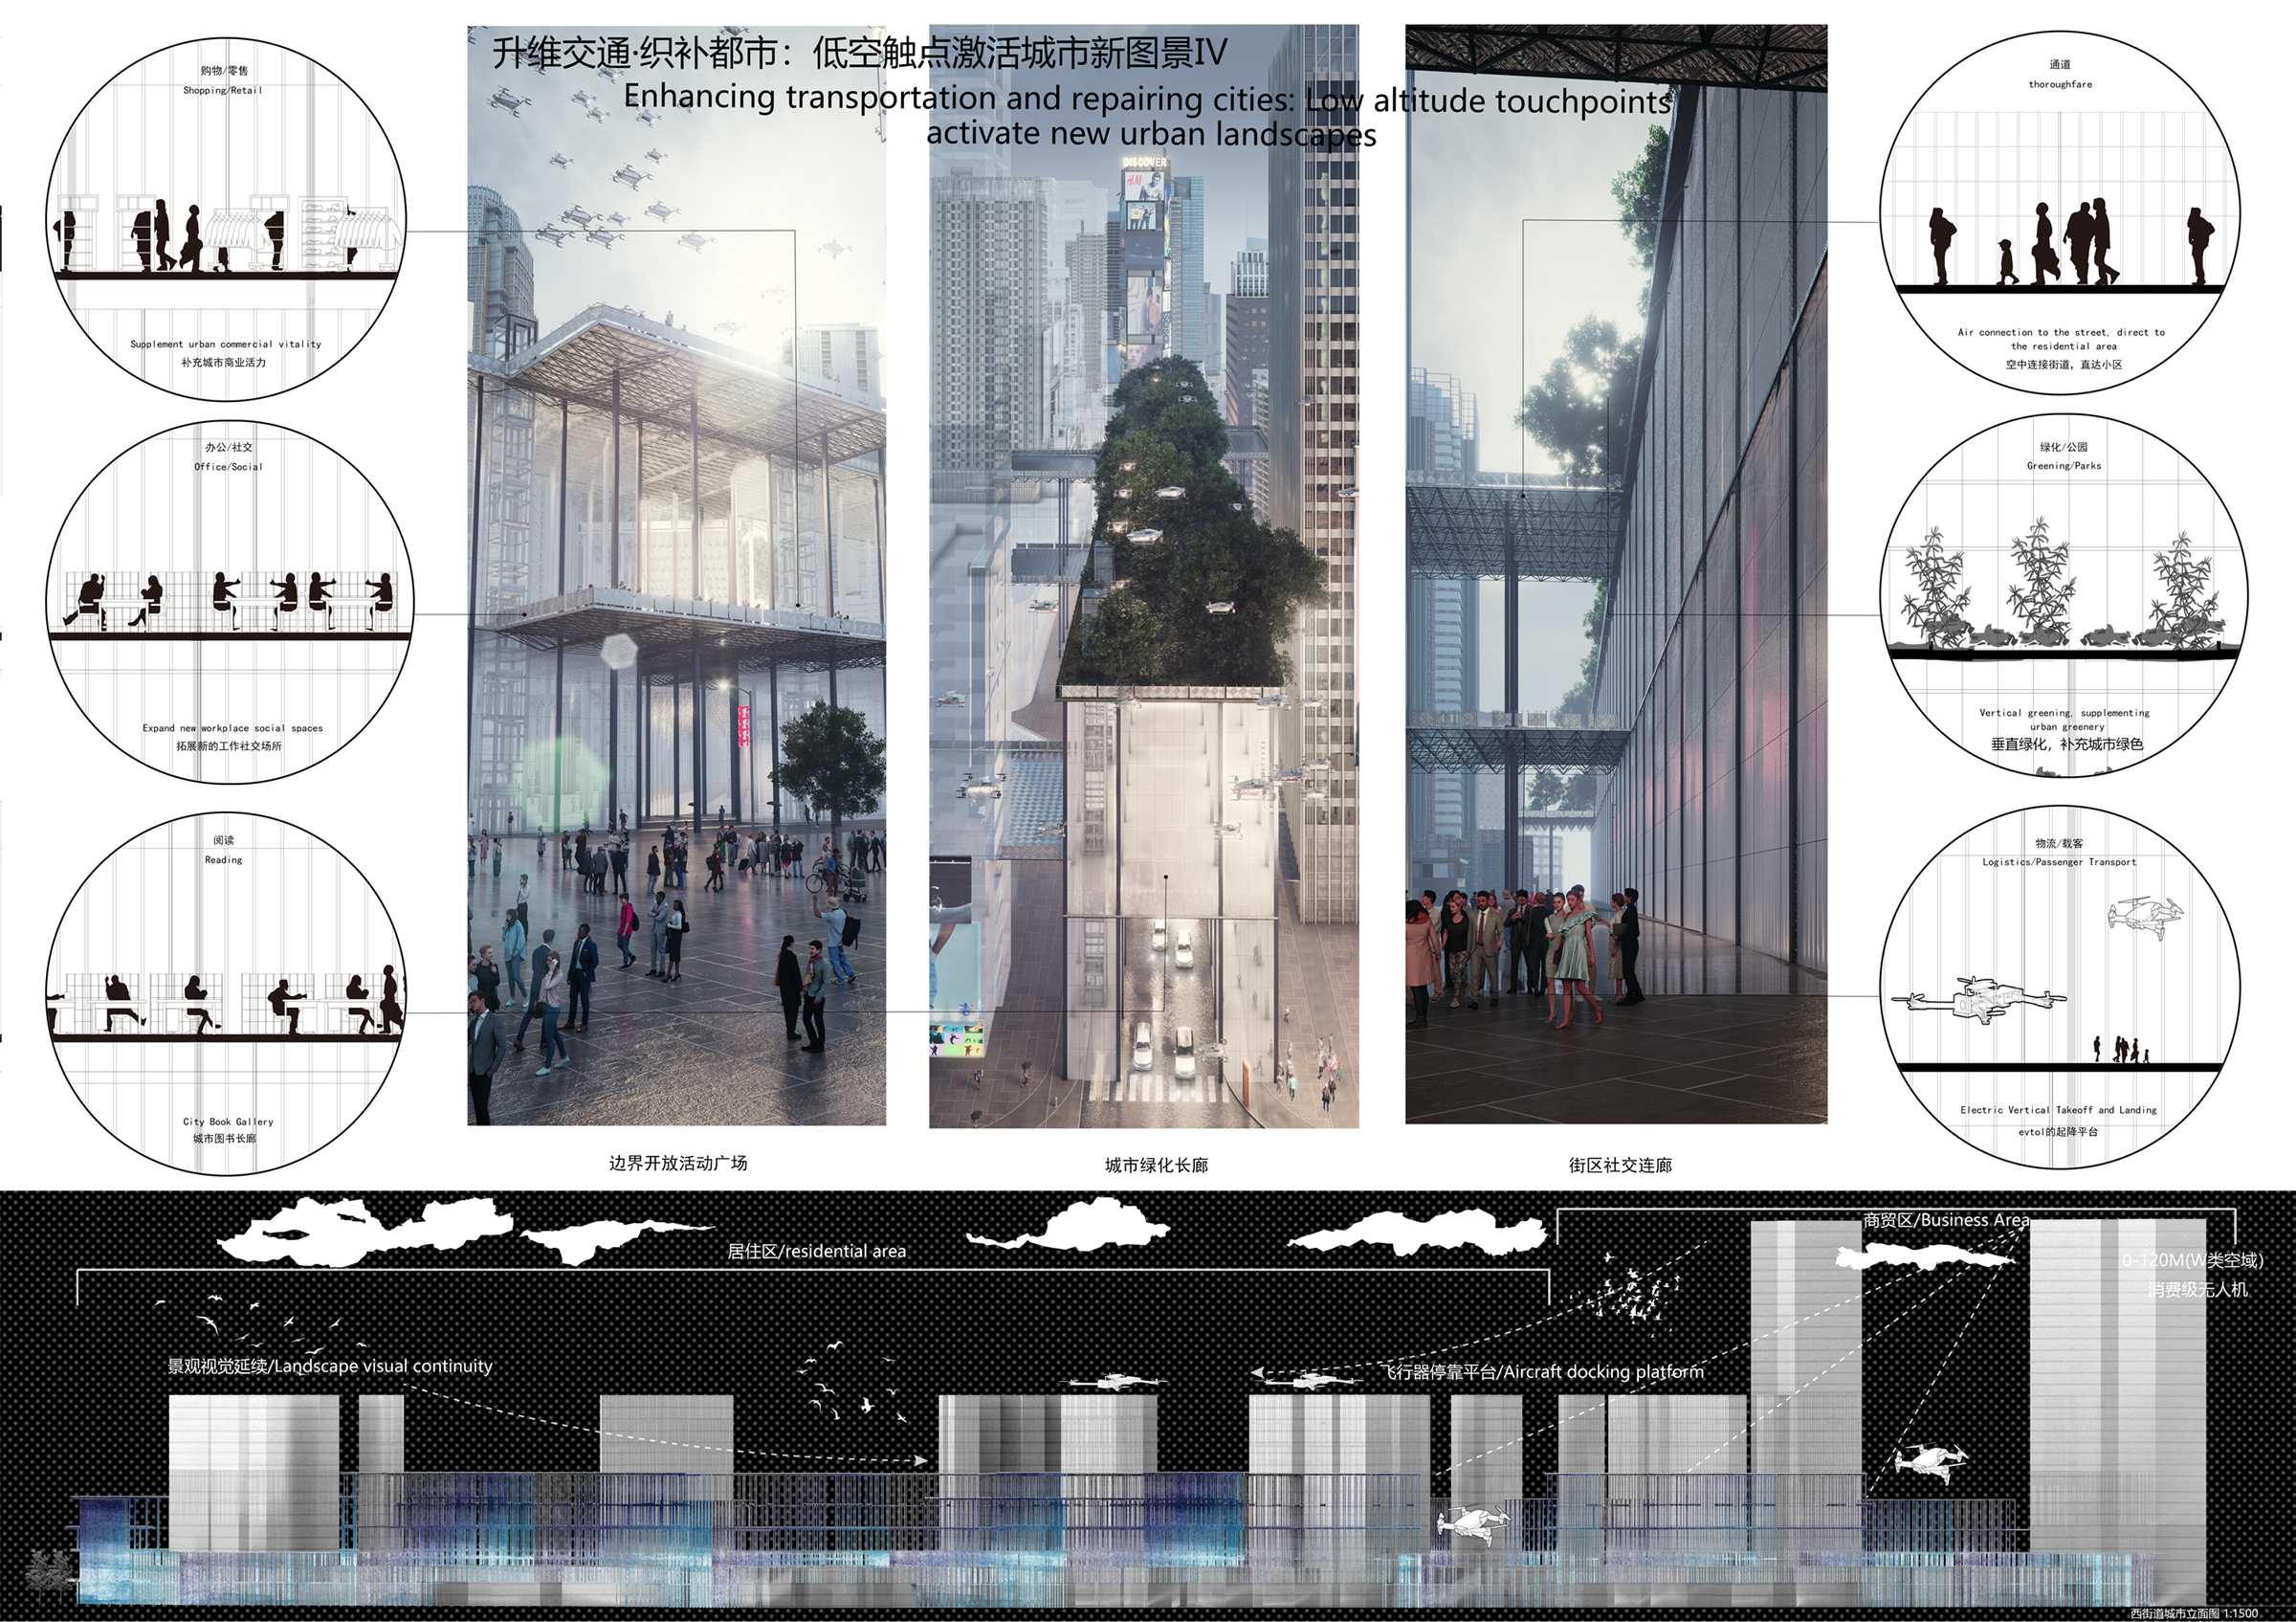 升维交通·织补都市：低空触点激活城市新图景IV
Enhancing transportation and repairing cities: Low altitude touchpoints
activate new urban landscapes
购物/零售
Shopping/Retail
Supplement urban commercial vitality
补充城市商业活力
办公/社交
Office/Social
Expand new workplace social spaces
拓展新的工作社交场所
阅读
Reading
City Book Gallery
城市图书长廊
DISCOVER
H&M
通道
thoroughfare
Air connection to the street, direct to
the residential area
空中连接街道，直达小区
绿化/公园
Greening/Parks
Vertical greening, supplementing
urban greenery
垂直绿化，补充城市绿色
物流/载客
Logistics/Passenger Transport
Electric Vertical Takeoff and Landing
evtol的起降平台
边界开放活动广场
城市绿化长廊
街区社交连廊
居住区/residential area
商贸区/Business Area
0-120M(W类空域)
消费级无人机
景观视觉延续/Landscape visual continuity
飞行器停靠平台/Aircraft docking platform
西街道城市立面图 1:1500